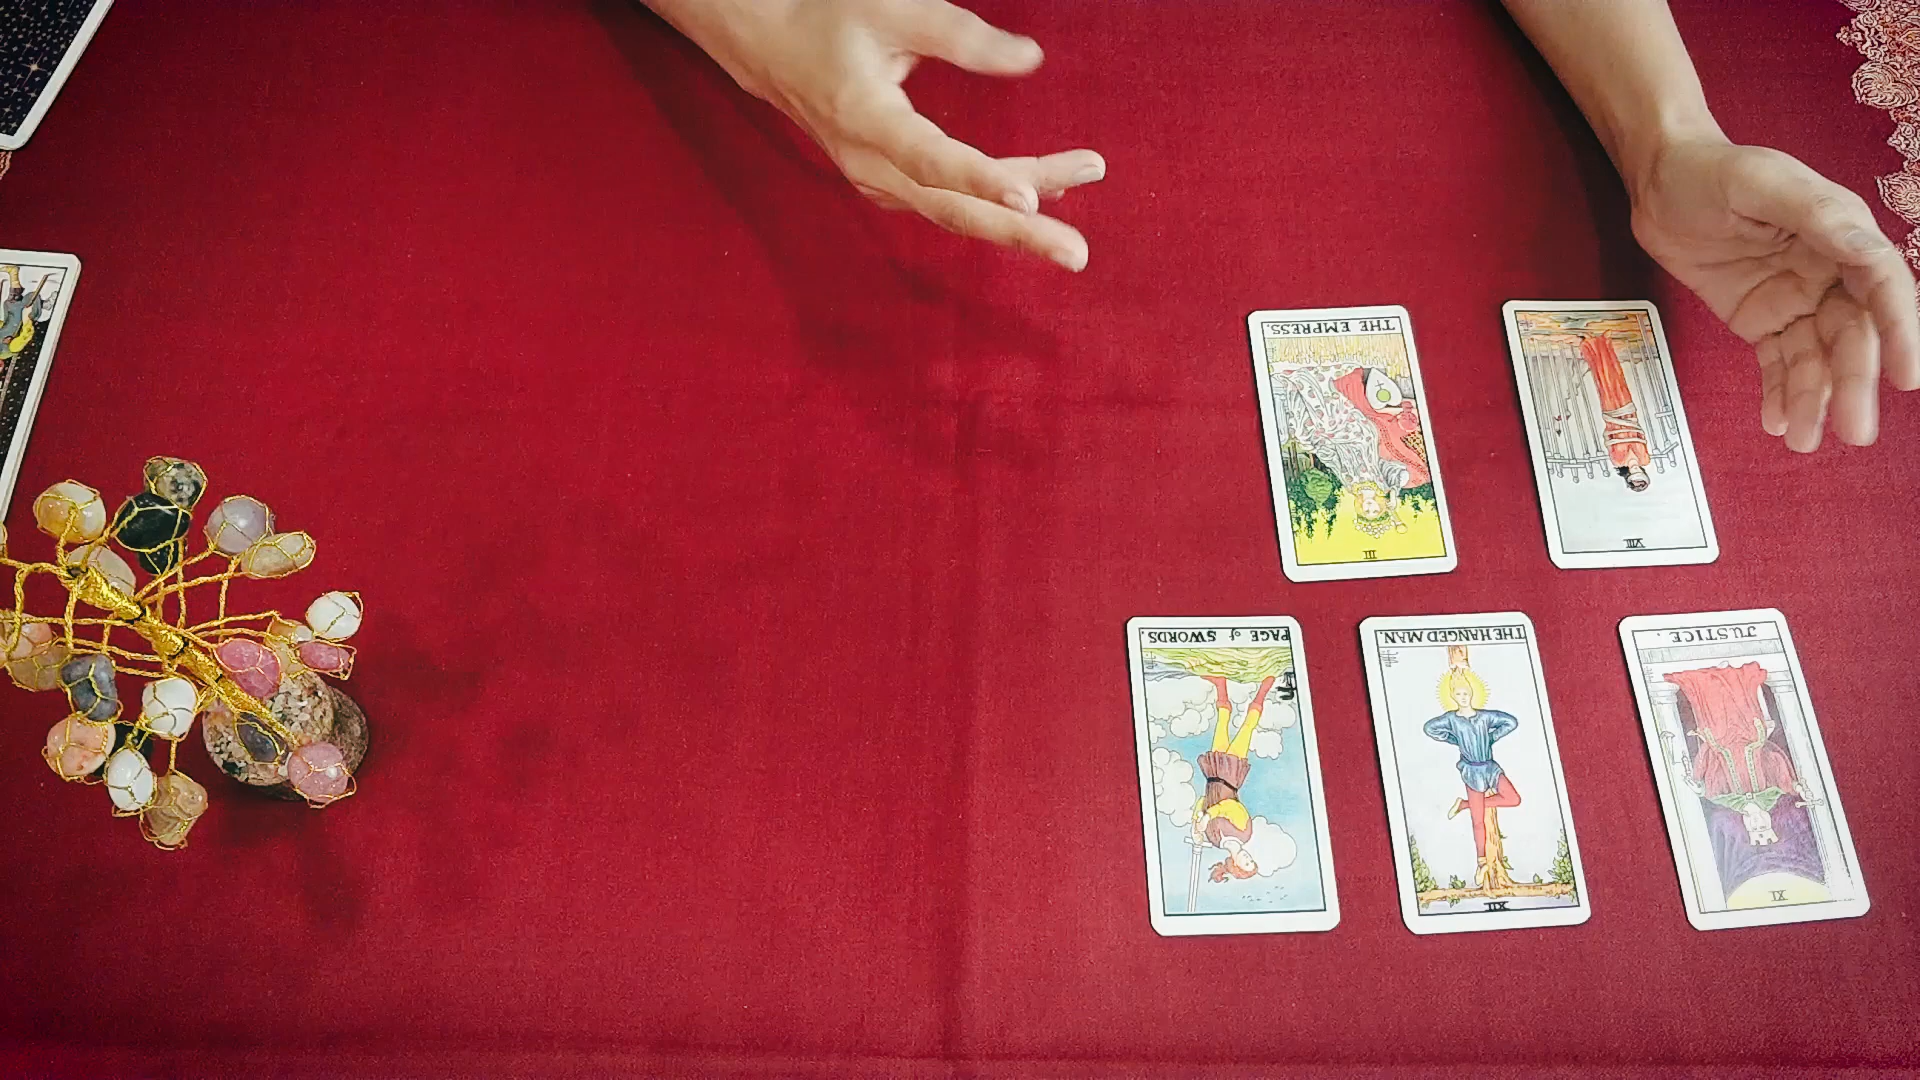 THE EMPRESS.
III
VIII
PAGE of SWORDS.
THE HANGED MAN.
XII
JUSTICE.
XI